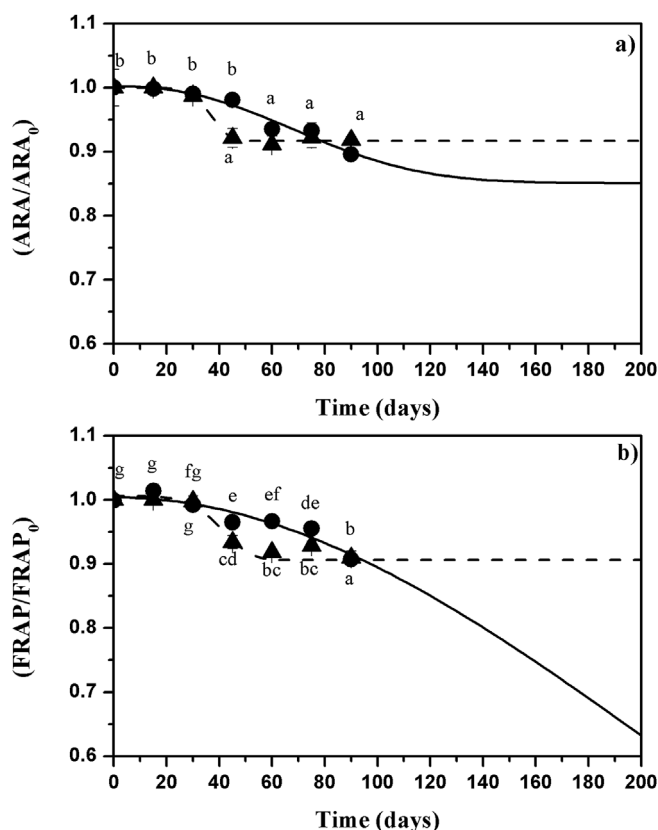 1.1
a)
b b b b
1.0
a a
a
0.9
a
0.8
0.7
0.6
0 20 40 60 80 100 120 140 160 180 200
(ARA/ARA₀)
Time (days)
1.1
b)
g g fg
1.0
e ef
g
de
b
0.9
cd bc bc
a
0.8
0.7
0.6
0 20 40 60 80 100 120 140 160 180 200
(FRAP/FRAP₀)
Time (days)